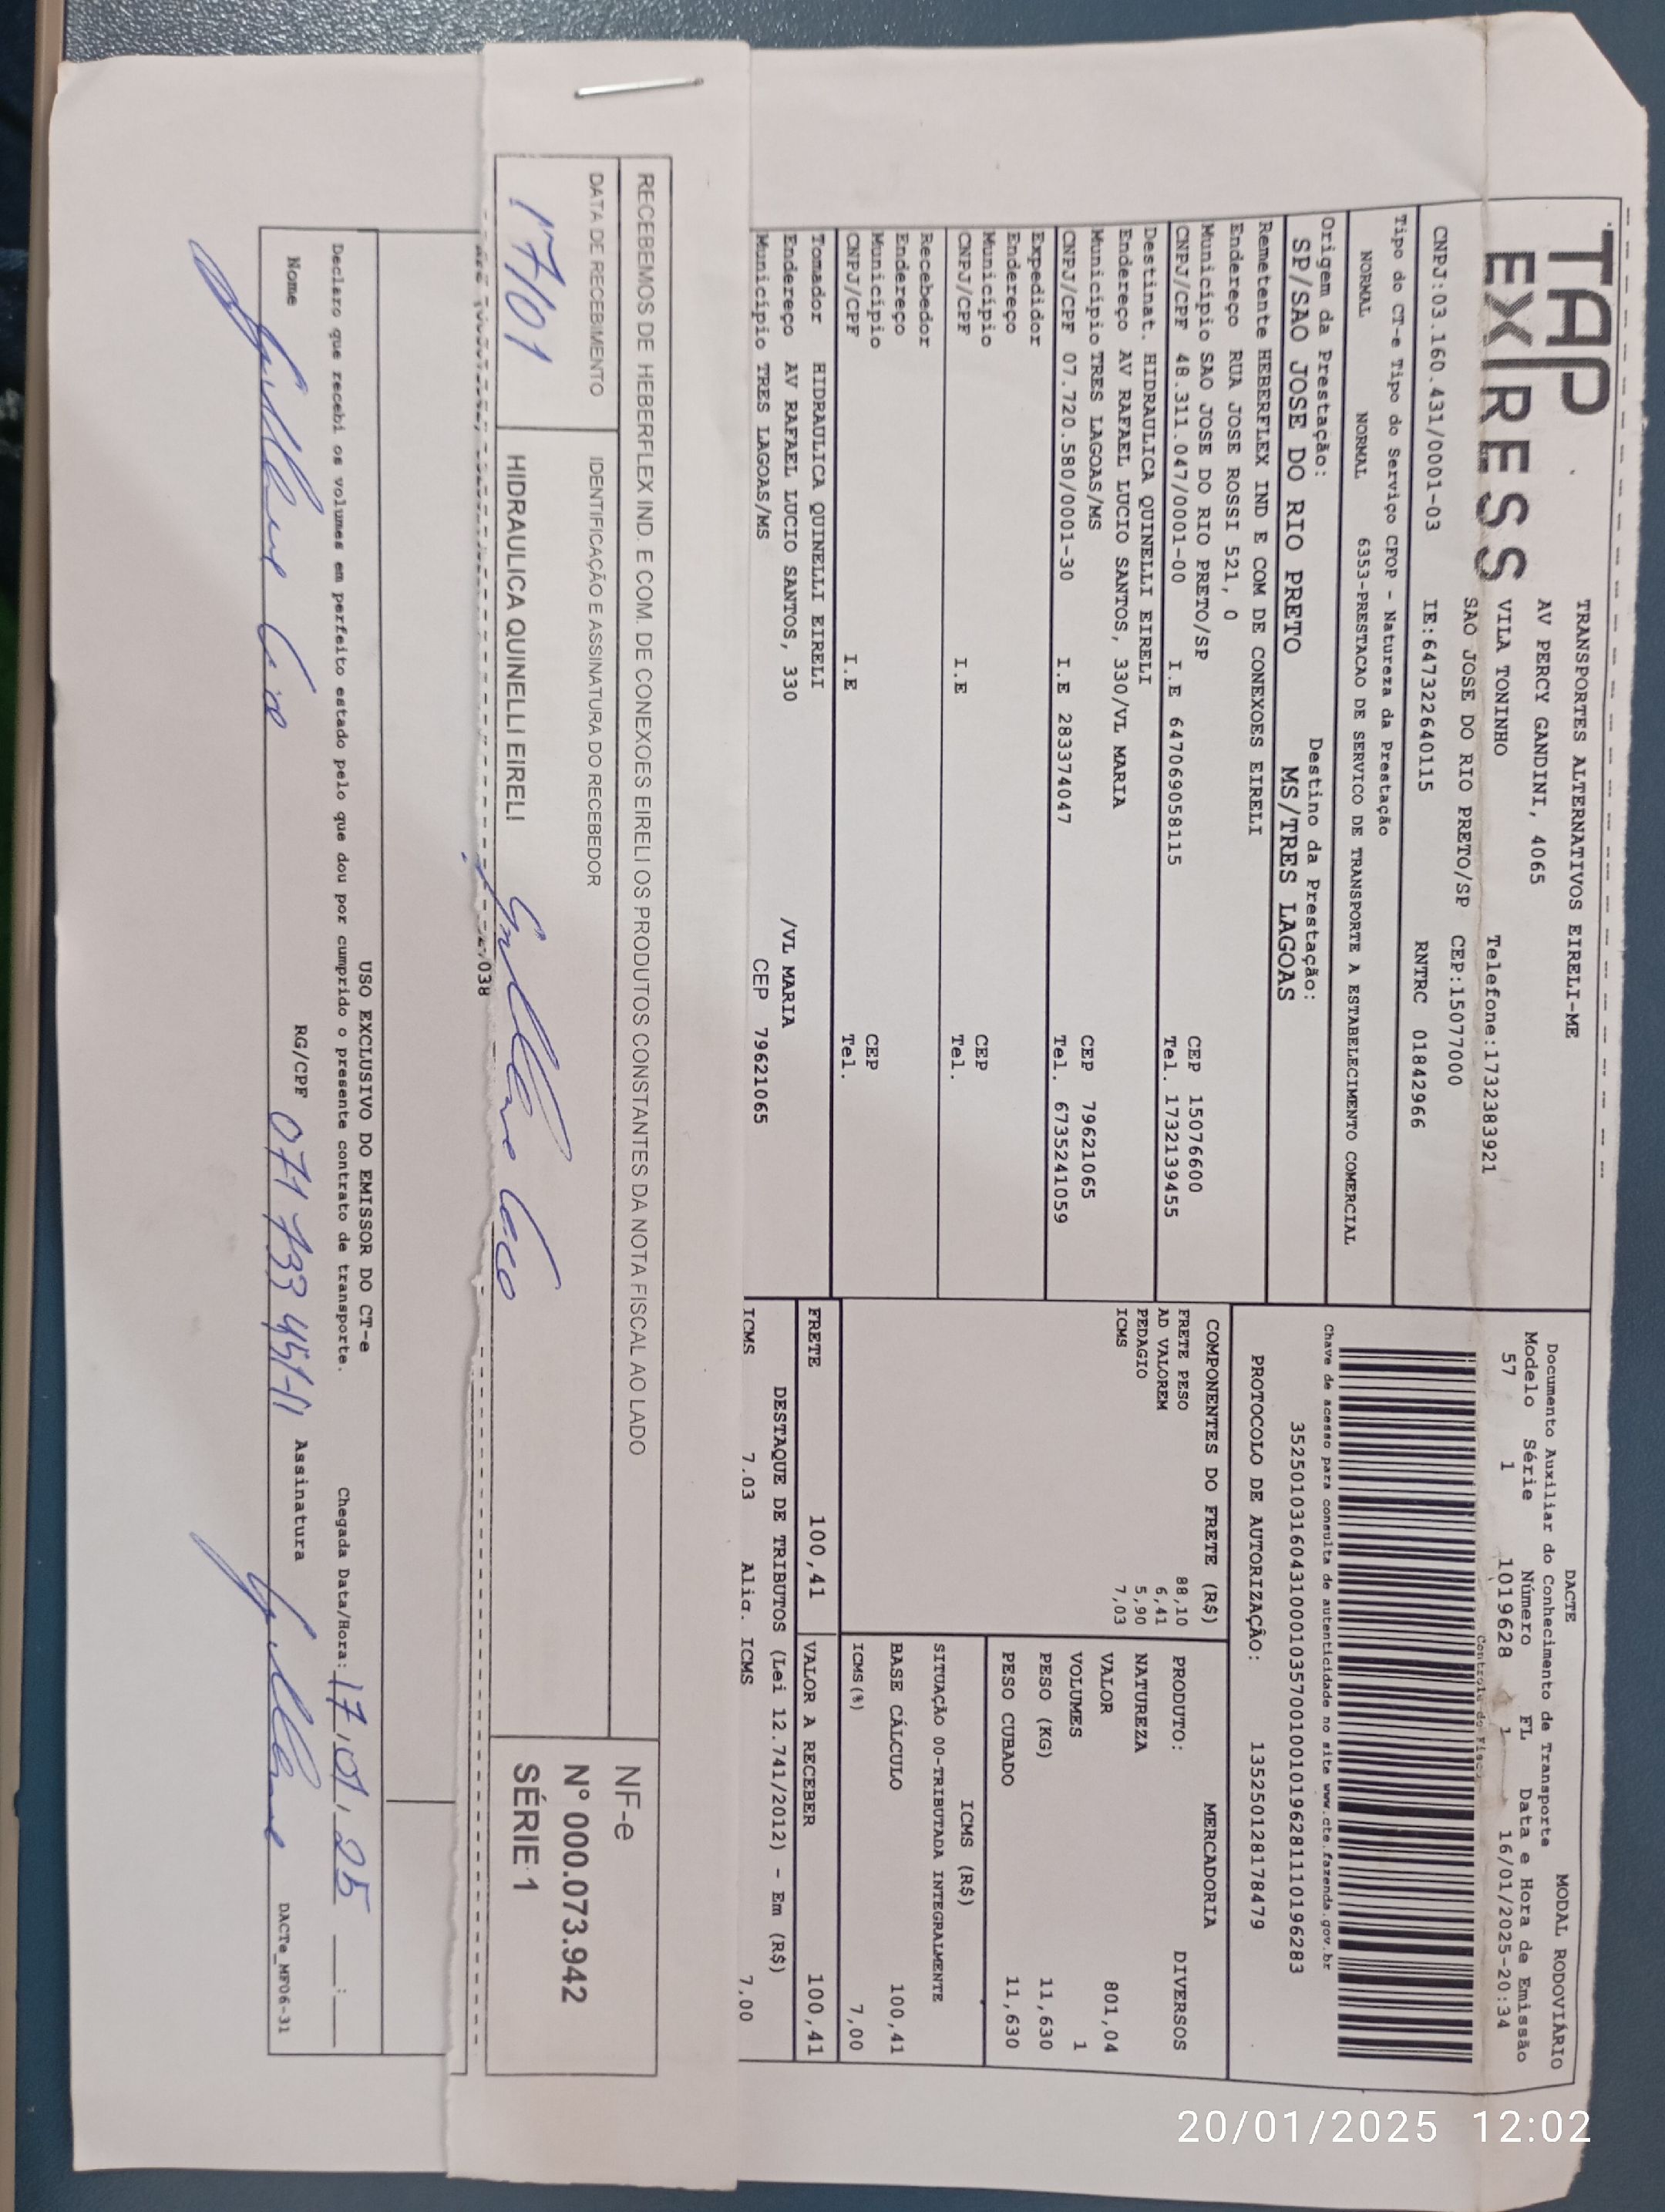 TAP
EXPRESS
TRANSPORTES ALTERNATIVOS EIRELI-ME
AV PERCY GANDINI, 4065
VILA TONINHO Telefone:1732383921
SAO JOSE DO RIO PRETO/SP CEP:15077000
CNPJ:03.160.431/0001-03 IE:647322640115 RNTRC 01842966
Tipo do CT-e Tipo do Serviço CFOP - Natureza da Prestação
NORMAL NORMAL 6353-PRESTACAO DE SERVICO DE TRANSPORTE A ESTABELECIMENTO COMERCIAL
Origem da Prestação: Destino da Prestação:
SP/SAO JOSE DO RIO PRETO MS/TRES LAGOAS
Remetente HEBERFLEX IND E COM DE CONEXOES EIRELI
Endereço RUA JOSE ROSSI 521, 0
Municipio SAO JOSE DO RIO PRETO/SP CEP 15076600
CNPJ/CPF 48.311.047/0001-00 I.E 647069058115 Tel. 1732139455
Destinat. HIDRAULICA QUINELLI EIRELI
Endereço AV RAFAEL LUCIO SANTOS, 330/VL MARIA
Municipio TRES LAGOAS/MS CEP 79621065
CNPJ/CPF 07.720.580/0001-30 I.E 283374047 Tel. 6735241059
Expedidor
Endereço
Municipio CEP
CNPJ/CPF I.E Tel.
Recebedor
Endereço
Municipio CEP
CNPJ/CPF I.E Tel.
Tomador HIDRAULICA QUINELLI EIRELI
Endereço AV RAFAEL LUCIO SANTOS, 330 /VL MARIA
Municipio TRES LAGOAS/MS CEP 79621065
DACTE MODAL RODOVIÁRIO
Documento Auxiliar do Conhecimento de Transporte
Modelo Série Número FL Data e Hora de Emissão
57 1 1019628 1 16/01/2025-20:34
Controle do Fisco
Chave de acesso para consulta de autenticidade no site www.cte.fazenda.gov.br
35250103160431000103570010010196281110196283
PROTOCOLO DE AUTORIZAÇÃO: 135250128178479
COMPONENTES DO FRETE (R$)
FRETE PESO 88,10
AD VALOREM 6,41
PEDAGIO 5,90
ICMS 7,03
MERCADORIA
PRODUTO: DIVERSOS
NATUREZA
VALOR 801,04
VOLUMES 1
PESO (KG) 11,630
PESO CUBADO 11,630
ICMS (R$)
SITUAÇÃO 00-TRIBUTADA INTEGRALMENTE
BASE CÁLCULO 100,41
ICMS(%) 7,00
FRETE 100,41 VALOR A RECEBER 100,41
DESTAQUE DE TRIBUTOS (Lei 12.741/2012) - Em (R$)
ICMS 7.03 Aliq. ICMS 7,00
RECEBEMOS DE HEBERFLEX IND. E COM. DE CONEXOES EIRELI OS PRODUTOS CONSTANTES DA NOTA FISCAL AO LADO
DATA DE RECEBIMENTO IDENTIFICAÇÃO E ASSINATURA DO RECEBEDOR
17/01 HIDRAULICA QUINELLI EIRELI
NF-e
Nº 000.073.942
SÉRIE 1
038
USO EXCLUSIVO DO EMISSOR DO CT-e
Declaro que recebi os volumes em perfeito estado pelo que dou por cumprido o presente contrato de transporte. Chegada Data/Hora: 17/01/25 __:__
Nome RG/CPF 071 733 451-11 Assinatura DACTe_MF06-31
20/01/2025 12:02